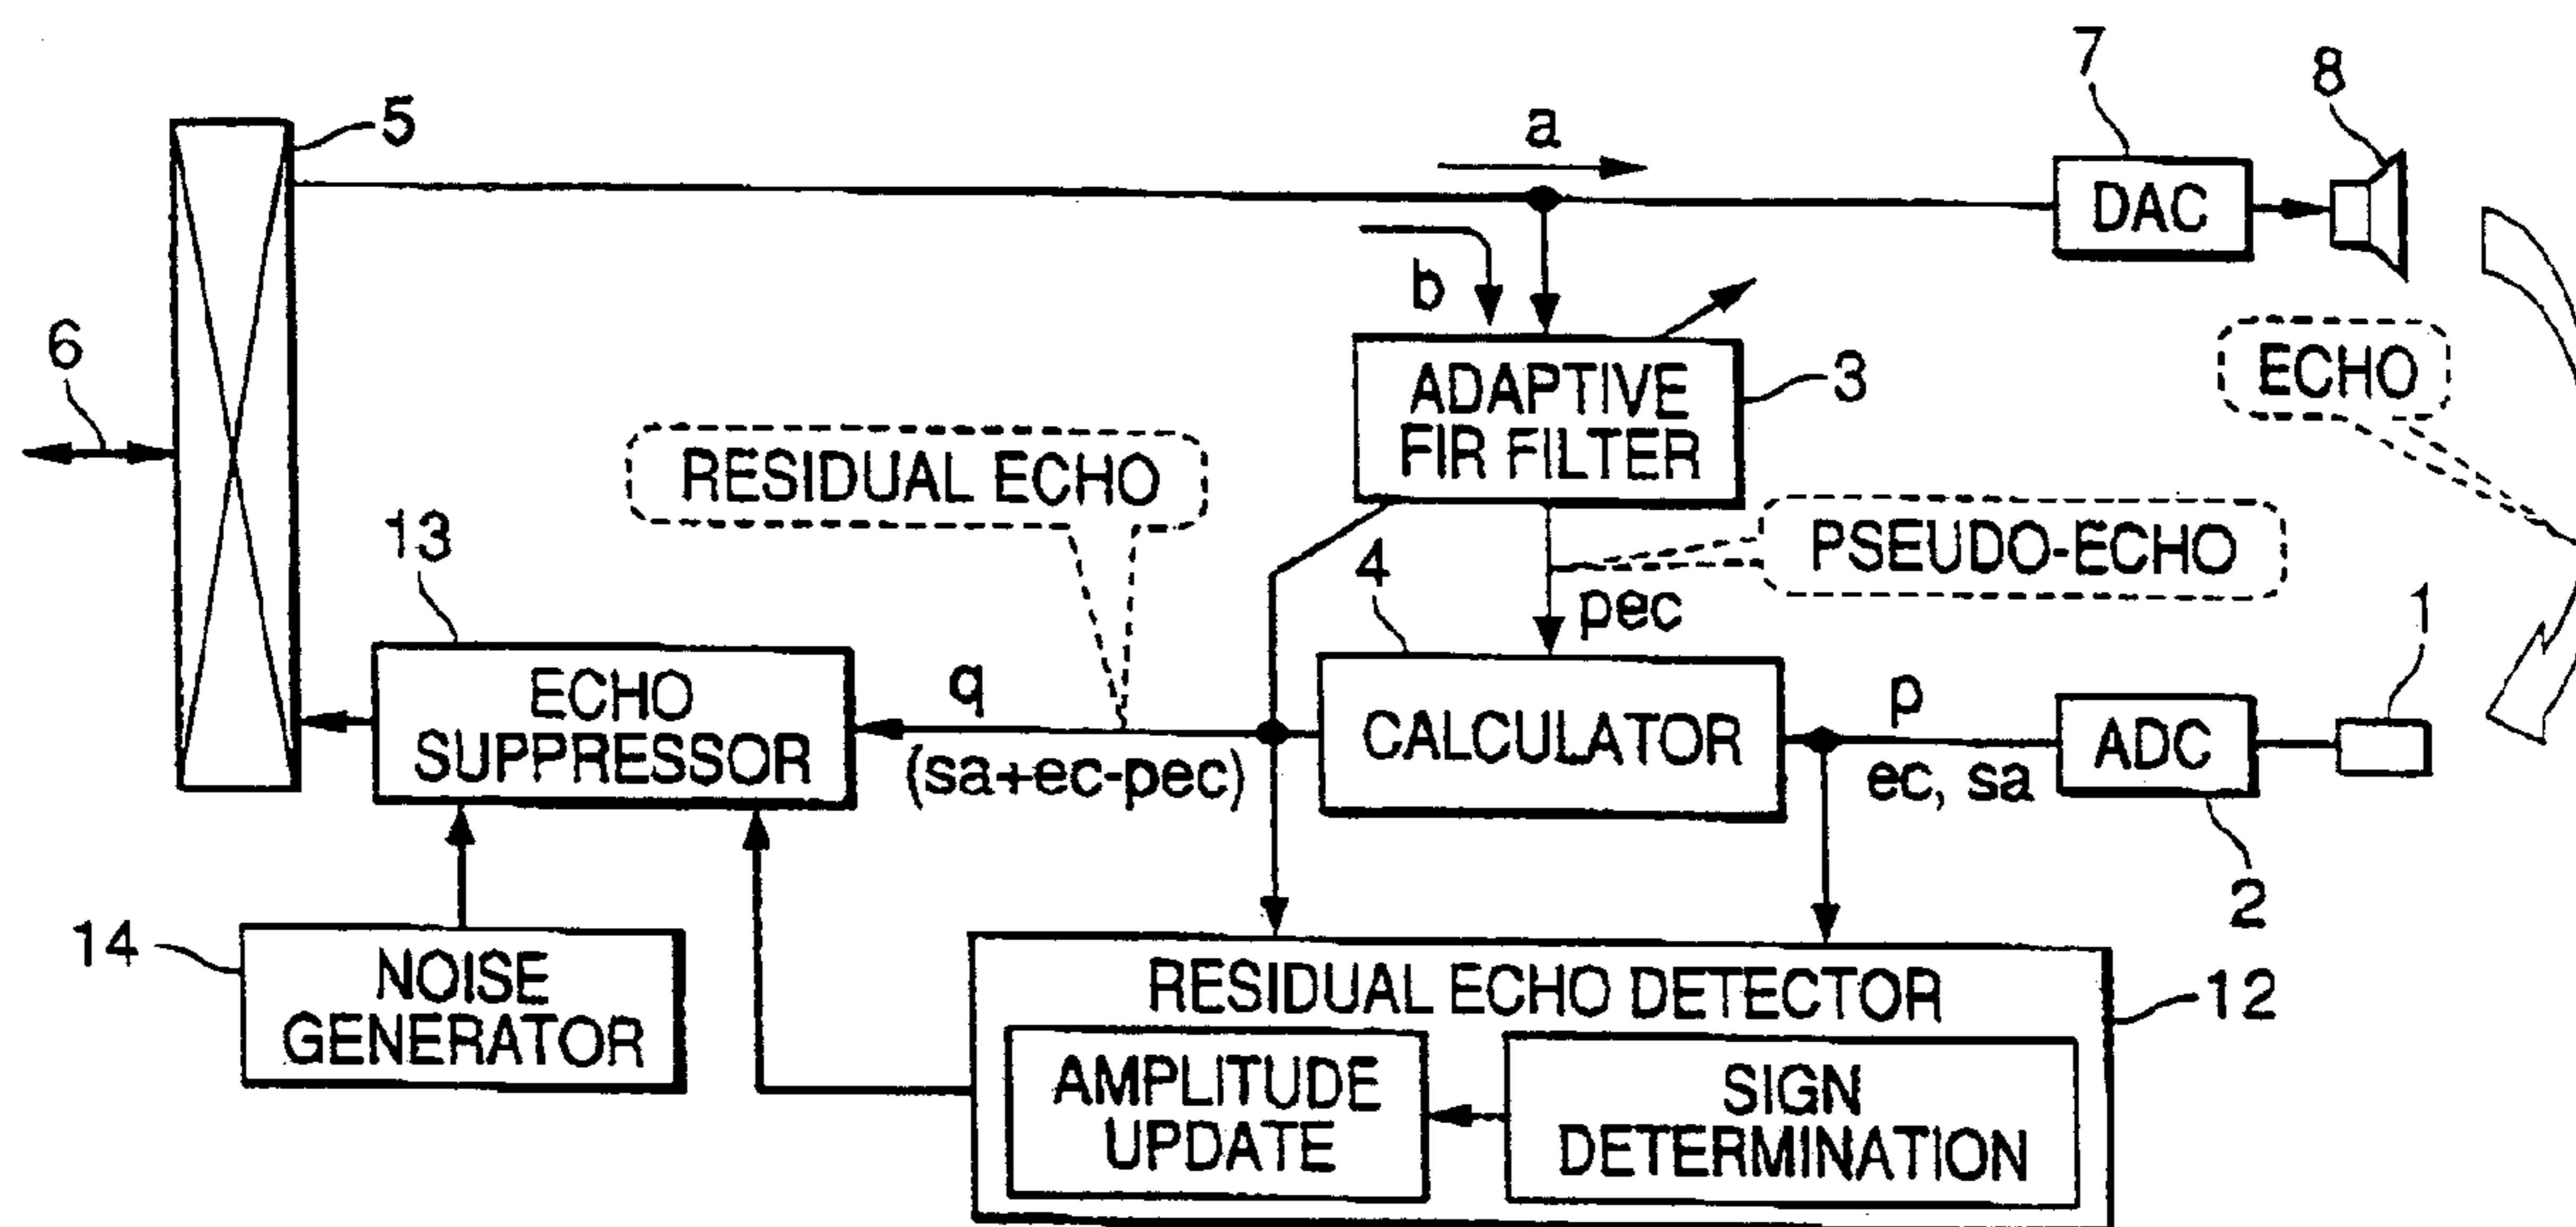 7
8
5
a
DAC
b
6
ADAPTIVE
FIR FILTER
3
ECHO
RESIDUAL ECHO
13
4
PSEUDO-ECHO
pec
1
ECHO
SUPPRESSOR
q
(sa+ec-pec)
CALCULATOR
p
ec, sa
ADC
2
14
NOISE
GENERATOR
RESIDUAL ECHO DETECTOR
12
AMPLITUDE
UPDATE
SIGN
DETERMINATION